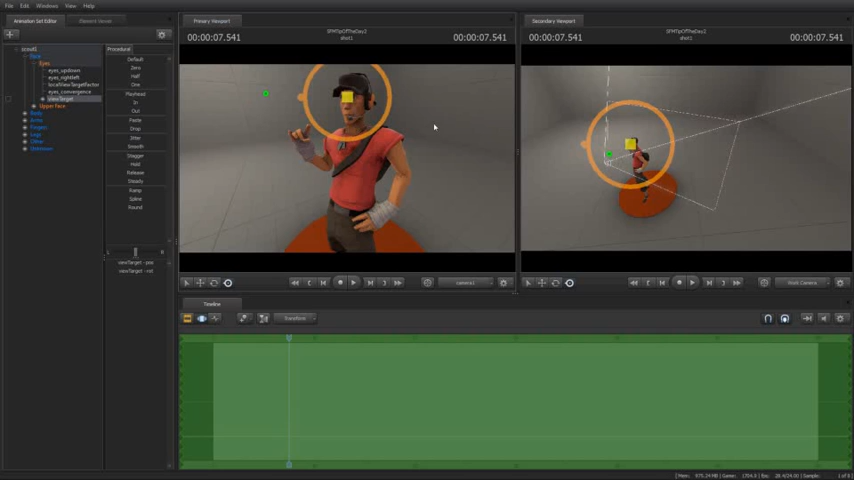 File Edit Windows View Help
Animation Set Editor
Element Viewer
scout1
Face
Eyes
eyes_updown
eyes_rightleft
localViewTargetFactor
eyes_convergence
viewTarget
Upper Face
Body
Arms
Fingers
Legs
Other
Unknown
Procedural
Default
Zero
Half
One
Playhead
In
Out
Paste
Drop
Jitter
Smooth
Stagger
Hold
Release
Steady
Ramp
Spline
Round
L R
viewTarget - pos
viewTarget - rot
Primary Viewport
00:00:07.541
SFMTipOfTheDay2
shot1
00:00:07.541
camera1
Secondary Viewport
00:00:07.541
SFMTipOfTheDay2
shot1
00:00:07.541
Work Camera
Timeline
Transform